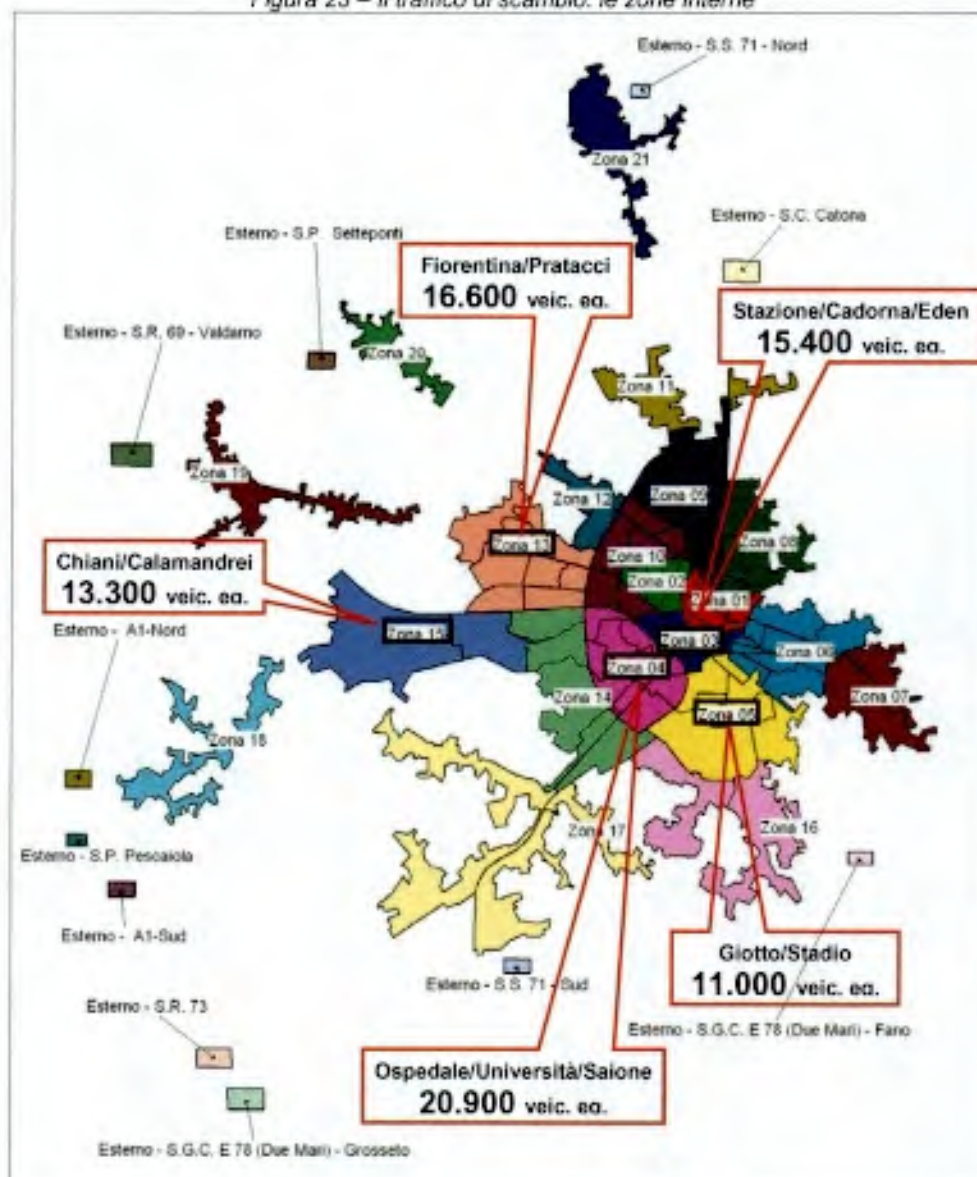 Figura 23 – Il traffico di scambio: le zone interne
Esterno - S.S. 71 - Nord
Zona 21
Esterno - S.C. Catona
Esterno - S.P. Setteponti
Fiorentina/Pratacci
16.600 veic. eq.
Stazione/Cadorna/Eden
15.400 veic. eq.
Esterno - S.R. 69 - Valdarno
Zona 20
Zona 11
Zona 19
Zona 12
Zona 09
Zona 13
Zona 10
Zona 08
Chiani/Calamandrei
13.300 veic. eq.
Zona 02
Zona 01
Esterno - A1-Nord
Zona 15
Zona 03
Zona 06
Zona 04
Zona 14
Zona 07
Zona 05
Zona 18
Zona 17
Zona 16
Esterno - S.P. Pescaiola
Esterno - A1-Sud
Giotto/Stadio
11.000 veic. eq.
Esterno - S.S. 71 - Sud
Esterno - S.R. 73
Esterno - S.G.C. E 78 (Due Mari) - Fano
Ospedale/Università/Saione
20.900 veic. eq.
Esterno - S.G.C. E 78 (Due Mari) - Grosseto